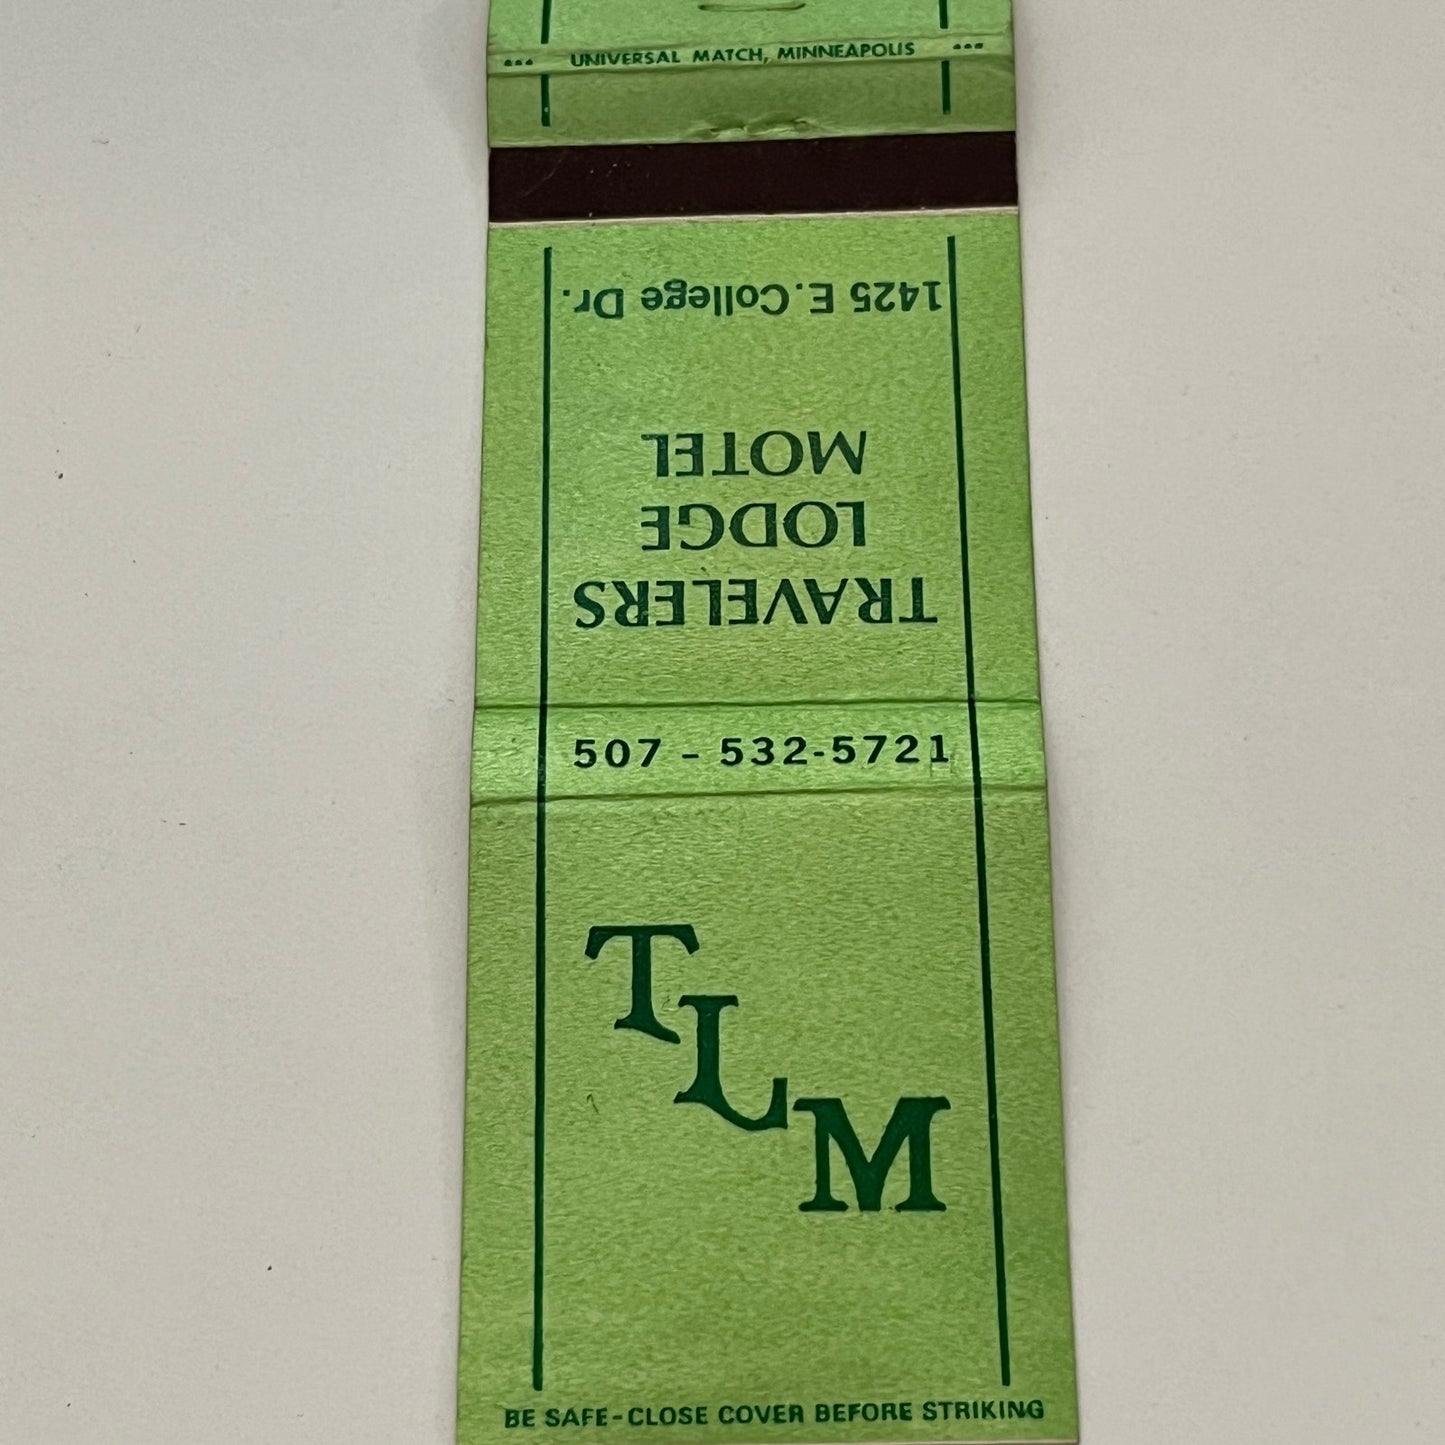 UNIVERSAL MATCH, MINNEAPOLIS
TRAVELERS
LODGE
MOTEL
1425 E. College Dr.
507 - 532-5721
TLM
BE SAFE-CLOSE COVER BEFORE STRIKING